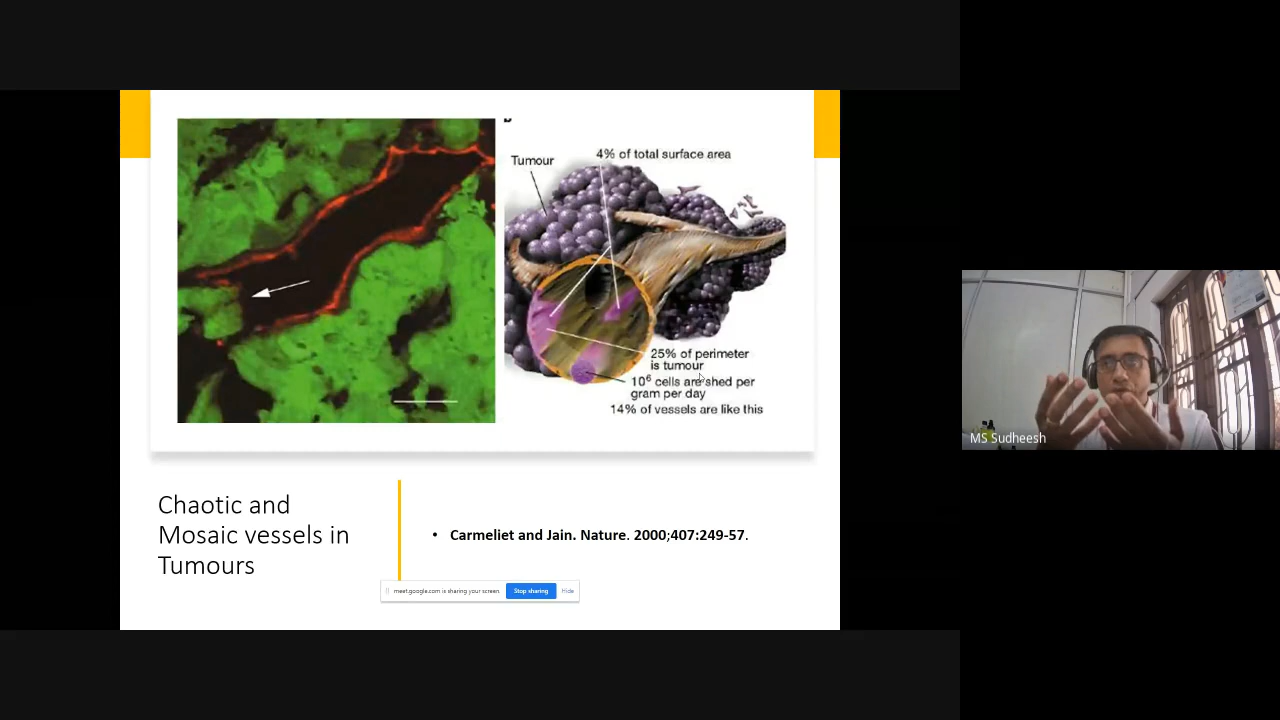 Tumour
4% of total surface area
25% of perimeter
is tumour
10⁶ cells are shed per
gram per day
14% of vessels are like this
Chaotic and
Mosaic vessels in
Tumours
• Carmeliet and Jain. Nature. 2000;407:249-57.
meet.google.com is sharing your screen.
Stop sharing
Hide
MS Sudheesh